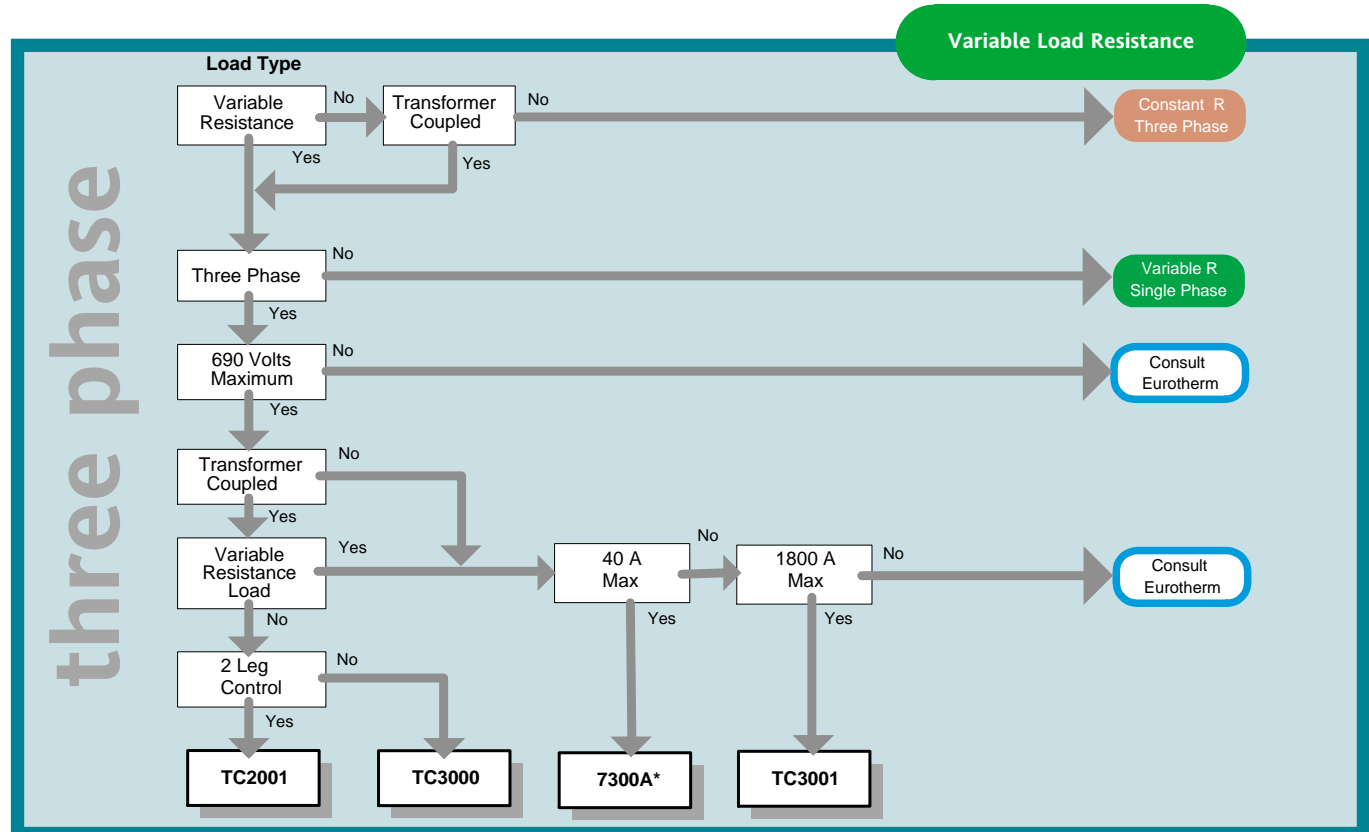 Variable Load Resistance
Load Type
three phase
Variable
Resistance
No
Transformer
Coupled
No
Constant R
Three Phase
Yes
Yes
Three Phase
No
Variable R
Single Phase
Yes
690 Volts
Maximum
No
Consult
Eurotherm
Yes
Transformer
Coupled
No
Yes
Variable
Resistance
Load
Yes
40 A
Max
No
1800 A
Max
No
Consult
Eurotherm
No
Yes
Yes
2 Leg
Control
No
Yes
TC2001
TC3000
7300A*
TC3001